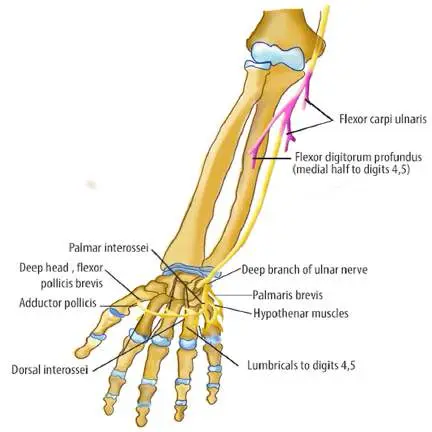 Flexor carpi ulnaris
Flexor digitorum profundus
(medial half to digits 4,5)
Palmar interossei
Deep head , flexor
pollicis brevis
Adductor pollicis
Deep branch of ulnar nerve
Palmaris brevis
Hypothenar muscles
Dorsal interossei
Lumbricals to digits 4,5